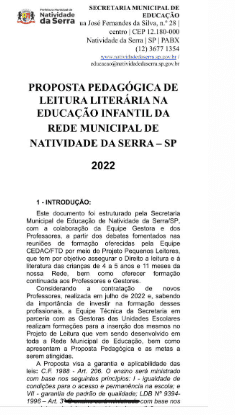 Prefeitura Municipal de
Natividade
da Serra
SECRETARIA MUNICIPAL DE
EDUCAÇÃO
na José Fernandes da Silva, n.º 28 |
centro | CEP 12.180-000
Natividade da Serra | SP | PABX
(12) 3677 1354
www.natividadedaserra.sp.gov.br |
educacao@natividadedaserra.sp.gov.br
PROPOSTA PEDAGÓGICA DE
LEITURA LITERÁRIA NA
EDUCAÇÃO INFANTIL DA
REDE MUNICIPAL DE
NATIVIDADE DA SERRA – SP
2022
1 - INTRODUÇÃO:
Este documento foi estruturado pela Secretaria
Municipal de Educação de Natividade da Serra/SP,
com a colaboração da Equipe Gestora e dos
Professores, a partir dos debates fomentados nas
reuniões de formação oferecidas pela Equipe
CEDAC/FTD por meio do Projeto Pequenos Leitores,
que tem por objetivo assegurar o Direito a leitura e à
literatura das crianças de 4 a 5 anos e 11 meses da
nossa Rede, bem como oferecer formação
continuada aos Professores e Gestores.
Considerando a contratação de novos
Professores, realizada em julho de 2022 e, sabendo
da importância de Investir na formação desses
profissionais, a Equipe Técnica da Secretaria em
parceria com as Gestoras das Unidades Escolares
realizaram formações para a inserção dos mesmos no
Projeto de Leitura que vem sendo desenvolvido em
toda a Rede Municipal de Educação, bem como
apresentam a Proposta Pedagógica e as metas a
serem atingidas.
A Proposta visa a garantia e aplicabilidade das
leis: C.F. 1988 - Art. 206. O ensino será ministrado
com base nos seguintes princípios: I - igualdade de
condições para o acesso e permanência na escola; e
VII - garantia de padrão de qualidade; LDB Nº 9394-
1996 – Art. 3º